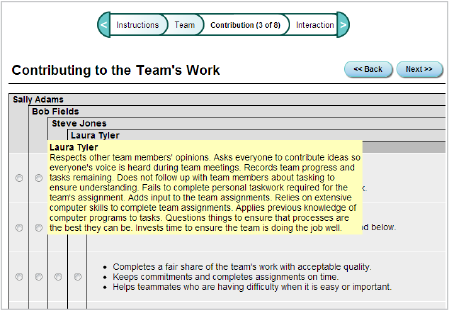 Instructions Team Contribution (3 of 8) Interaction
Contributing to the Team's Work
<< Back Next >>
Sally Adams
Bob Fields
Steve Jones
Laura Tyler
Laura Tyler
Respects other team members' opinions. Asks everyone to contribute ideas so
everyone's voice is heard during team meetings. Records team progress and
tasks remaining. Does not follow up with team members about tasking to
ensure understanding. Fails to complete personal taskwork required for the
team's assignment. Adds input to the team assignments. Relies on extensive
computer skills to complete team assignments. Applies previous knowledge of
computer programs to tasks. Questions things to ensure that processes are
the best they can be. Invests time to ensure the team is doing the job well.
below.
• Completes a fair share of the team's work with acceptable quality.
• Keeps commitments and completes assignments on time.
• Helps teammates who are having difficulty when it is easy or important.